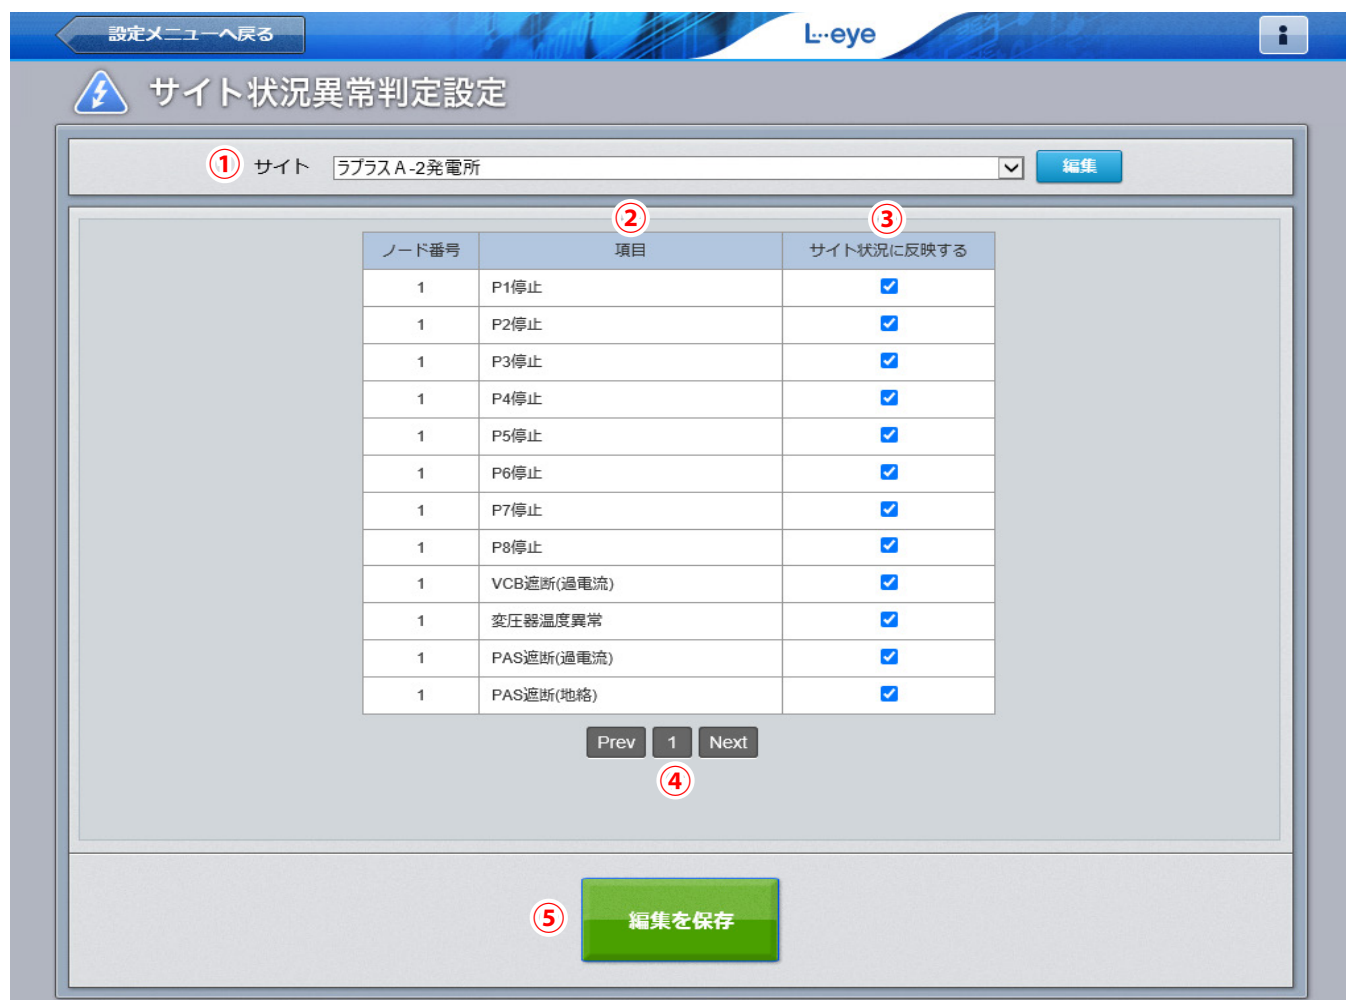 設定メニューへ戻る
L・・eye
i
サイト状況異常判定設定
① サイト ラプラスA-2発電所 編集
② ③
ノード番号 項目 サイト状況に反映する
1 P1停止
1 P2停止
1 P3停止
1 P4停止
1 P5停止
1 P6停止
1 P7停止
1 P8停止
1 VCB遮断(過電流)
1 変圧器温度異常
1 PAS遮断(過電流)
1 PAS遮断(地絡)
Prev 1 Next
④
⑤ 編集を保存